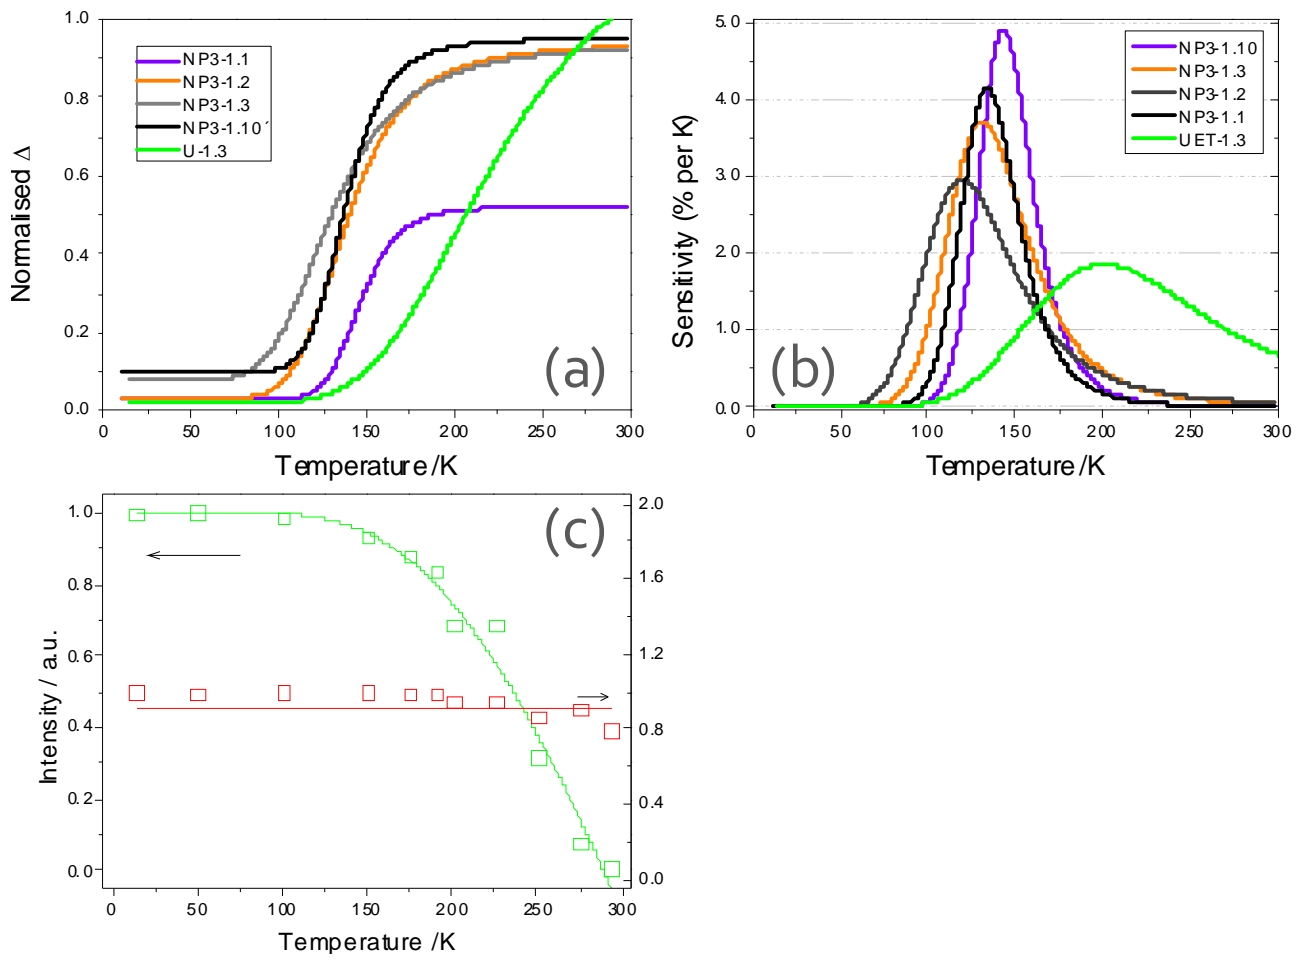 1.0
0.8
0.6
0.4
0.2
0.0
Normalised Δ
NP3-1.1
NP3-1.2
NP3-1.3
NP3-1.10´
U-1.3
(a)
0 50 100 150 200 250 300
Temperature /K
5.0
4.0
3.0
2.0
1.0
0.0
Sensitivity (% per K)
NP3-1.10
NP3-1.3
NP3-1.2
NP3-1.1
UET-1.3
(b)
0 50 100 150 200 250 300
Temperature /K
1.0
0.8
0.6
0.4
0.2
0.0
Intensity / a.u.
(c)
2.0
1.6
1.2
0.8
0.4
0.0
0 50 100 150 200 250 300
Temperature /K